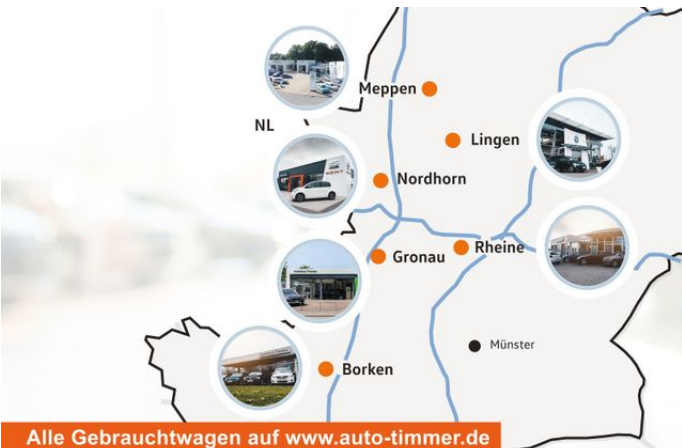 Meppen
NL
Lingen
Nordhorn
Gronau
Rheine
Münster
Borken
Alle Gebrauchtwagen auf www.auto-timmer.de